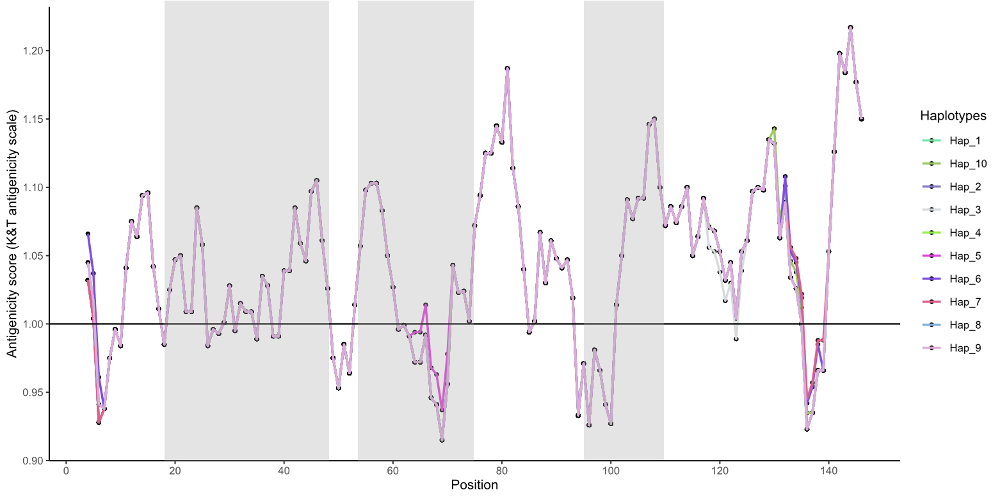 Antigenicity score (K&T antigenicity scale)
1.20
1.15
1.10
1.05
1.00
0.95
0.90
0
20
40
60
80
100
120
140
Position
Haplotypes
Hap_1
Hap_10
Hap_2
Hap_3
Hap_4
Hap_5
Hap_6
Hap_7
Hap_8
Hap_9